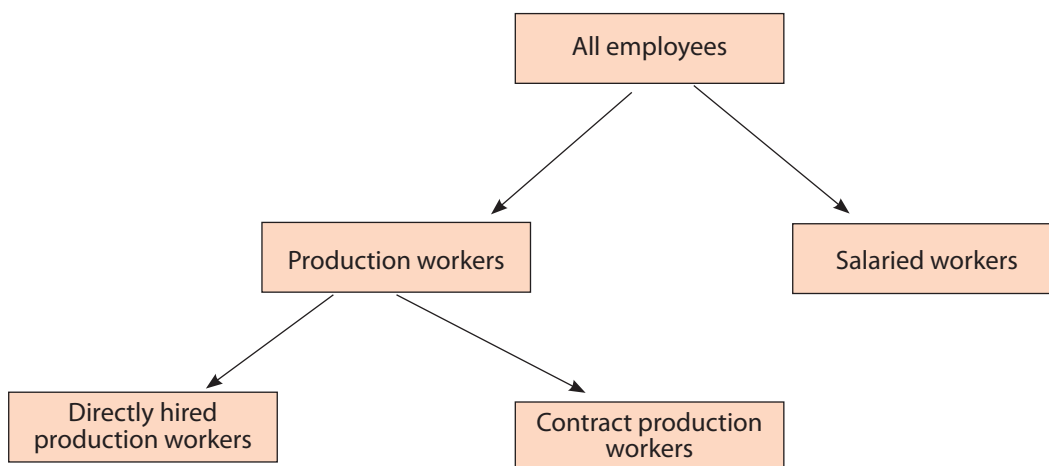 All employees
Production workers
Salaried workers
Directly hired
production workers
Contract production
workers